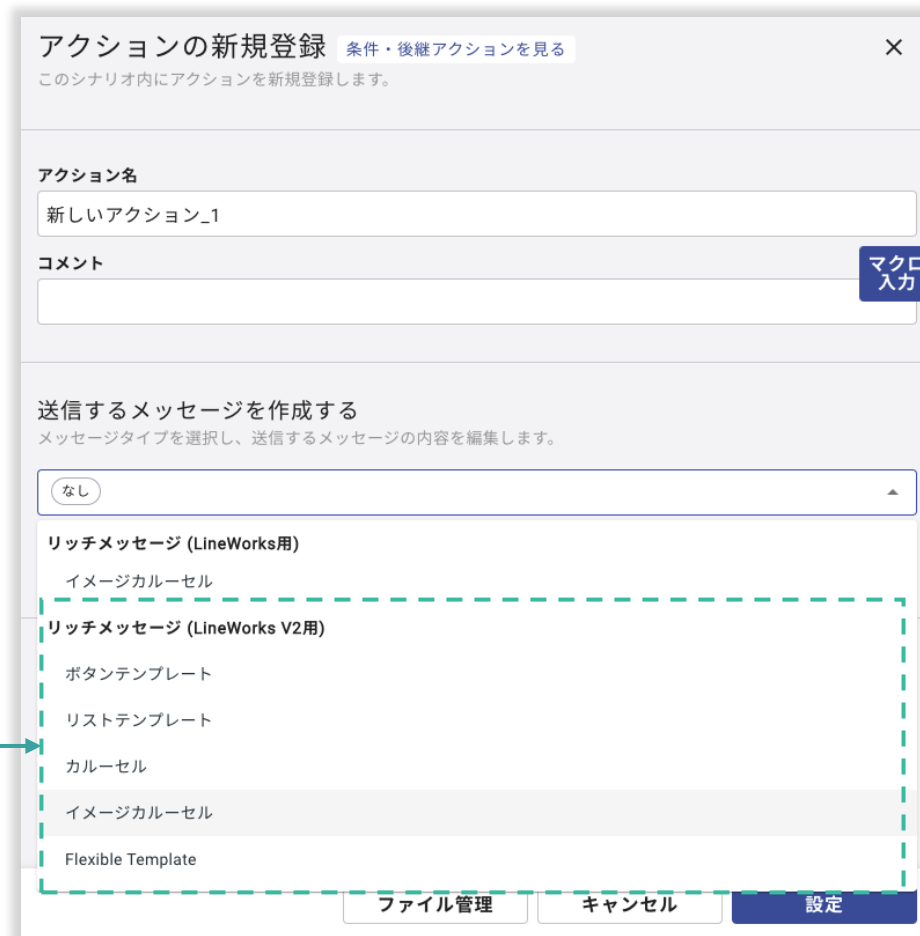 アクションの新規登録 条件・後継アクションを見る
このシナリオ内にアクションを新規登録します。
アクション名
新しいアクション_1
コメント
マクロ
入力
送信するメッセージを作成する
メッセージタイプを選択し、送信するメッセージの内容を編集します。
なし
リッチメッセージ (LineWorks用)
イメージカルーセル
リッチメッセージ (LineWorks V2用)
ボタンテンプレート
リストテンプレート
カルーセル
イメージカルーセル
Flexible Template
ファイル管理 キャンセル 設定